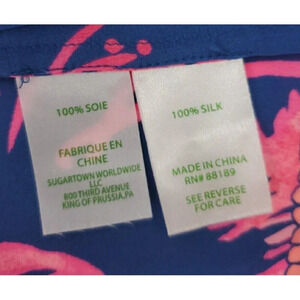 100% SOIE
FABRIQUE EN
CHINE
SUGARTOWN WORLDWIDE
LLC
800 THIRD AVENUE
KING OF PRUSSIA,PA
100% SILK
MADE IN CHINA
RN# 88189
SEE REVERSE
FOR CARE